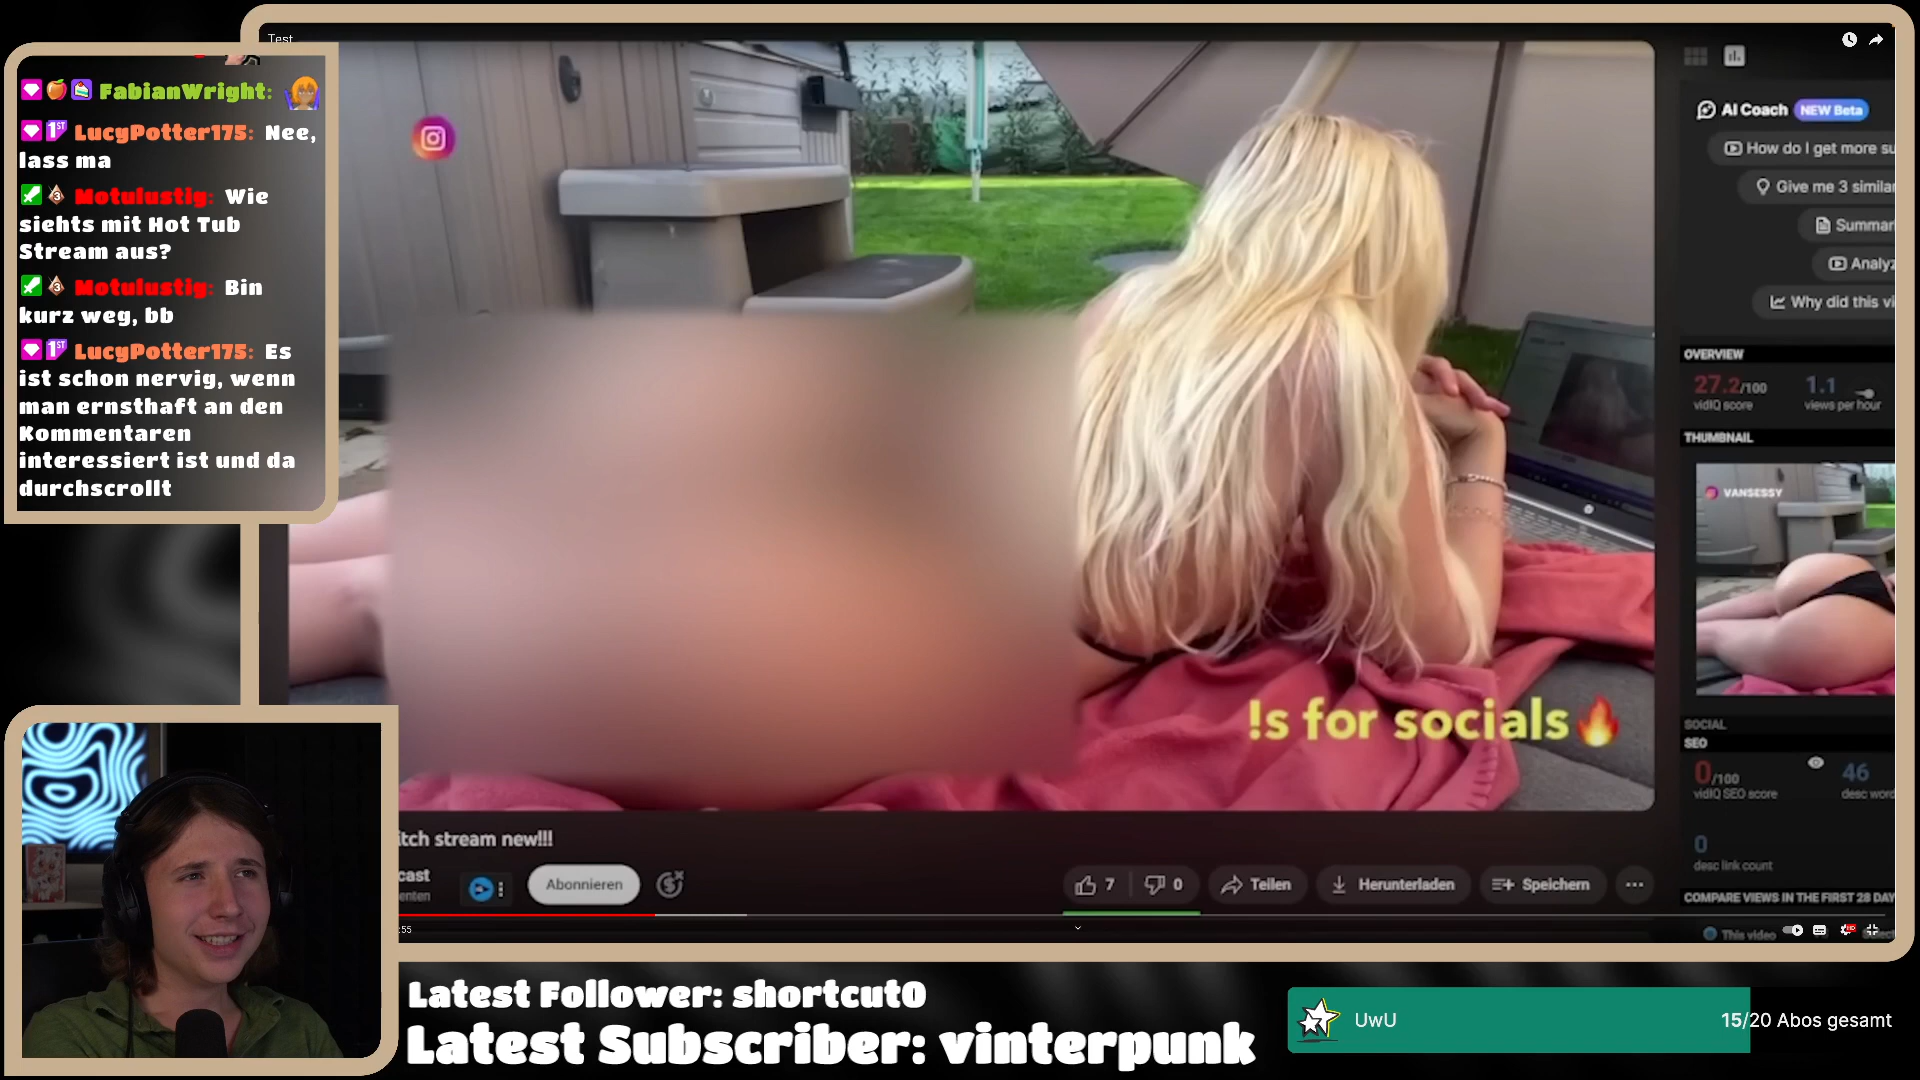 Test
FabianWright:
LucyPotter175: Nee,
lass ma
Motulustig: Wie
siehts mit Hot Tub
Stream aus?
Motulustig: Bin
kurz weg, bb
LucyPotter175: Es
ist schon nervig, wenn
man ernsthaft an den
Kommentaren
interessiert ist und da
durchscrollt
AI Coach NEW Beta
How do I get more su
Give me 3 similar
Summar
Analyz
Why did this vi
OVERVIEW
27.2/100 1.1
vidIQ score views per hour
THUMBNAIL
VANSESSY
SOCIAL
SEO
0/100 46
vidIQ SEO score desc word
0
desc link count
COMPARE VIEWS IN THE FIRST 28 DAY
This video
!s for socials
itch stream new!!!
cast
enten
Abonnieren
7 0 Teilen Herunterladen Speichern
:55
Latest Follower: shortcut0
Latest Subscriber: vinterpunk
UwU 15/20 Abos gesamt